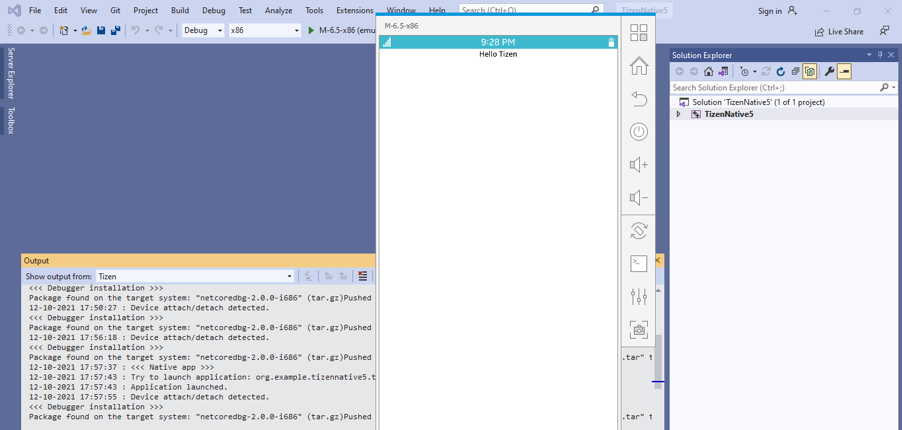 File Edit View Git Project Build Debug Test Analyze Tools Extensions Window Help Search (Ctrl+Q) TizenNative5 Sign in
Debug x86 M-6.5-x86 (emu Live Share
Server Explorer
Toolbox
M-6.5-x86
9:28 PM
Hello Tizen
Solution Explorer
Search Solution Explorer (Ctrl+;)
Solution 'TizenNative5' (1 of 1 project)
TizenNative5
Output
Show output from: Tizen
<<< Debugger installation >>>
Package found on the target system: "netcoredbg-2.0.0-i686" (tar.gz)Pushed
12-10-2021 17:50:27 : Device attach/detach detected.
<<< Debugger installation >>>
Package found on the target system: "netcoredbg-2.0.0-i686" (tar.gz)Pushed
12-10-2021 17:56:18 : Device attach/detach detected.
<<< Debugger installation >>>
Package found on the target system: "netcoredbg-2.0.0-i686" (tar.gz)Pushed .tar" t
12-10-2021 17:57:37 : <<< Native app >>>
12-10-2021 17:57:43 : Try to launch application: org.example.tizennative5.t
12-10-2021 17:57:43 : Application launched.
12-10-2021 17:57:55 : Device attach/detach detected.
<<< Debugger installation >>>
Package found on the target system: "netcoredbg-2.0.0-i686" (tar.gz)Pushed .tar" t